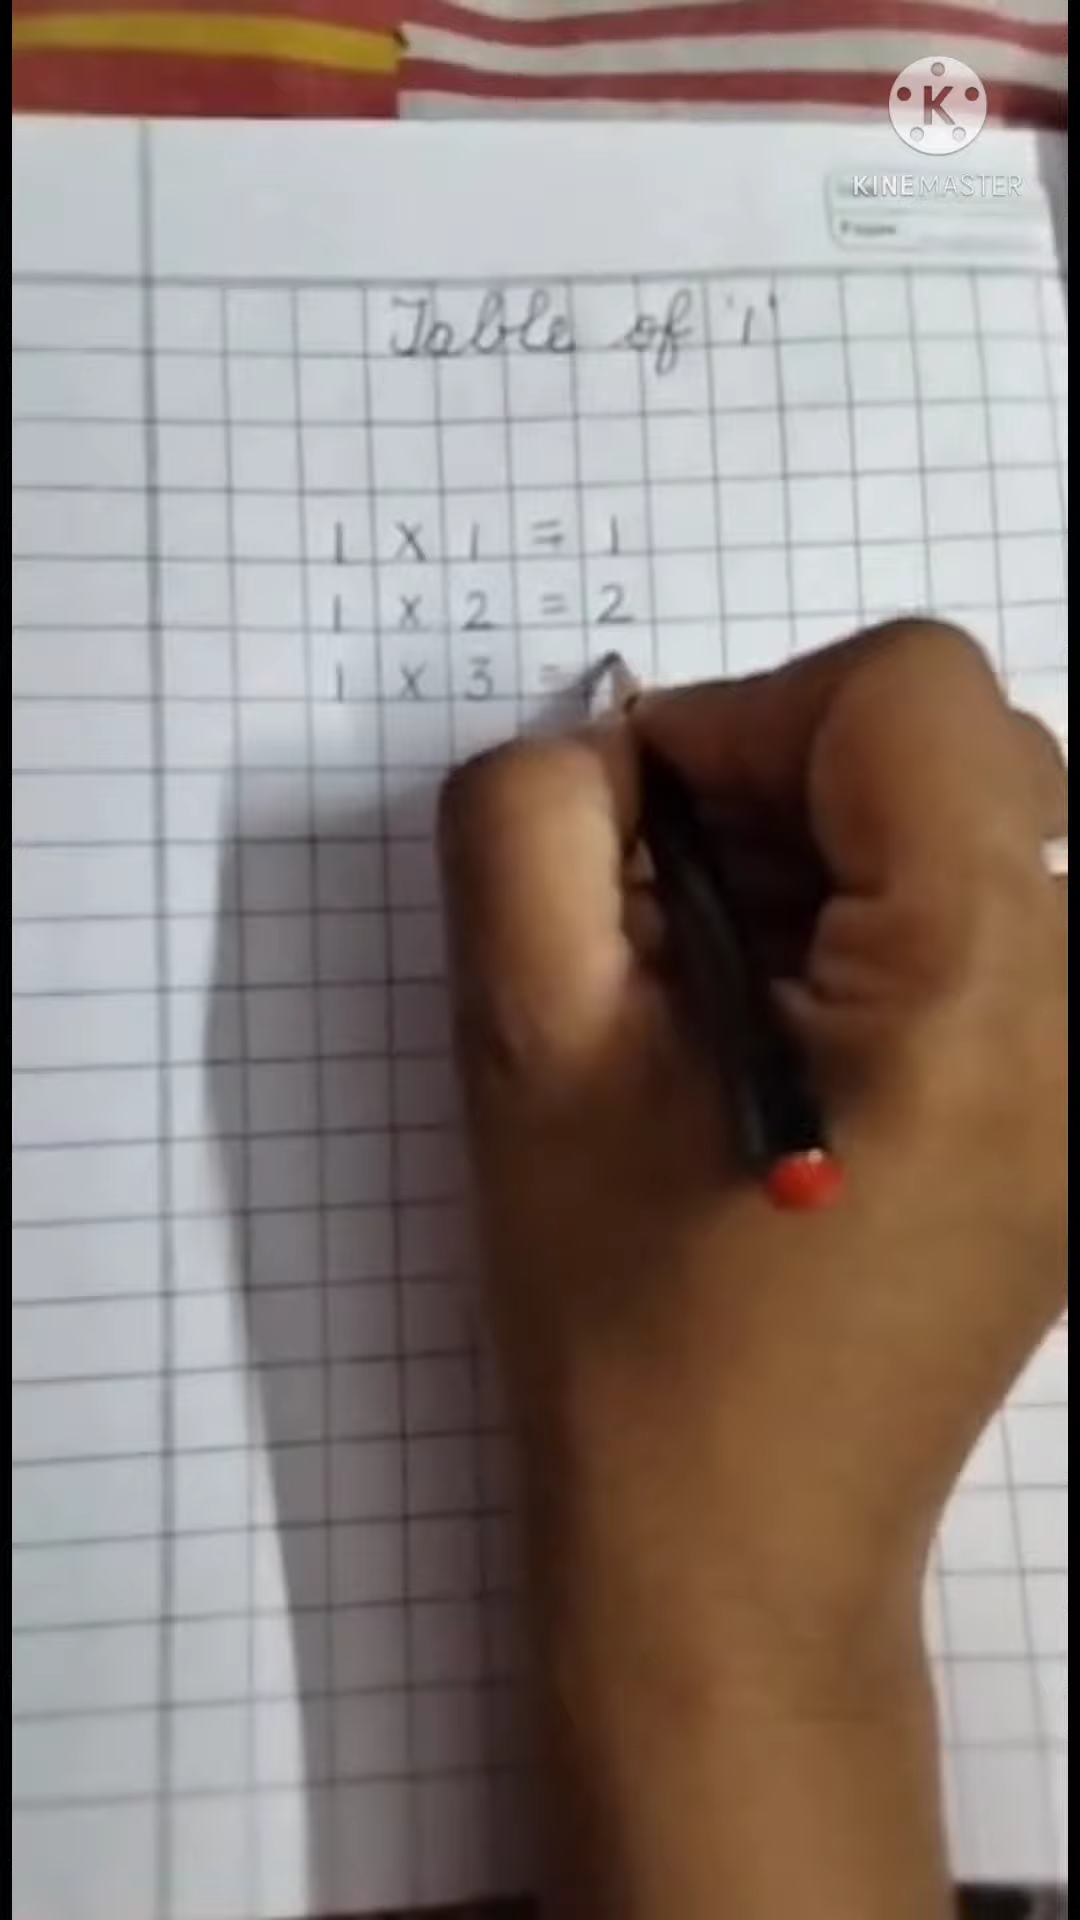 KINEMASTER
Table of '1'
1 × 1 = 1
1 × 2 = 2
1 × 3 =